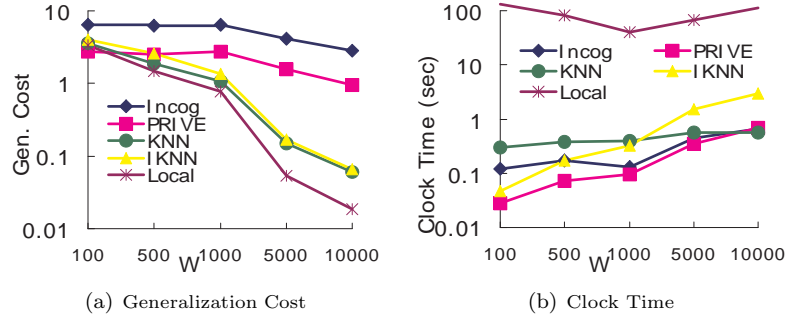 10
1
0.1
0.01
Gen. Cost
Incog
PRIVE
KNN
IKNN
Local
100 500 1000 5000 10000
W
(a) Generalization Cost
100
10
1
0.1
0.01
Clock Time (sec)
Incog PRIVE
KNN IKNN
Local
100 500 1000 5000 10000
W
(b) Clock Time